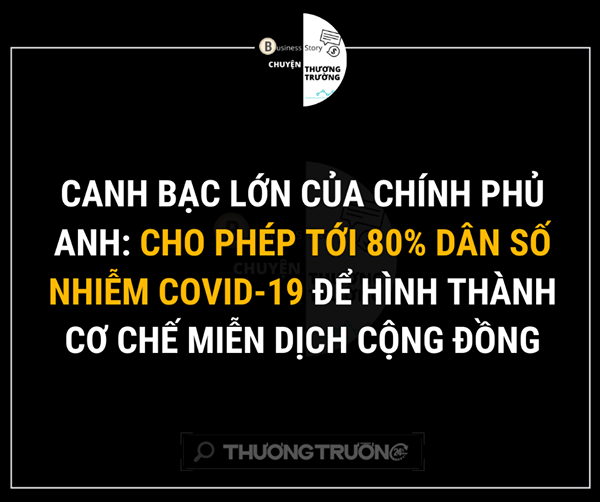 Business Story
CHUYỆN THƯƠNG TRƯỜNG
CANH BẠC LỚN CỦA CHÍNH PHỦ
ANH: CHO PHÉP TỚI 80% DÂN SỐ
NHIỄM COVID-19 ĐỂ HÌNH THÀNH
CƠ CHẾ MIỄN DỊCH CỘNG ĐỒNG
THƯƠNGTRƯỜNG